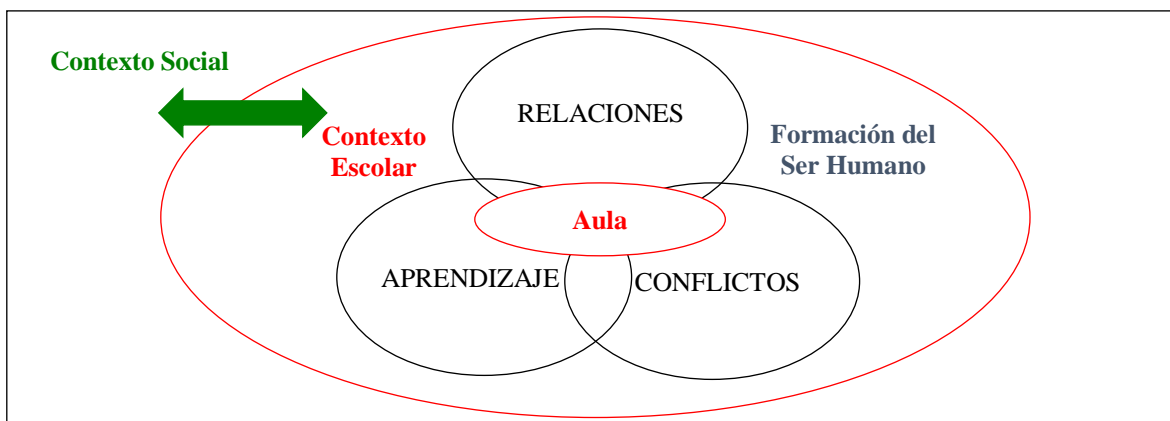 Contexto Social
RELACIONES
Contexto
Escolar
Formación del
Ser Humano
Aula
APRENDIZAJE
CONFLICTOS